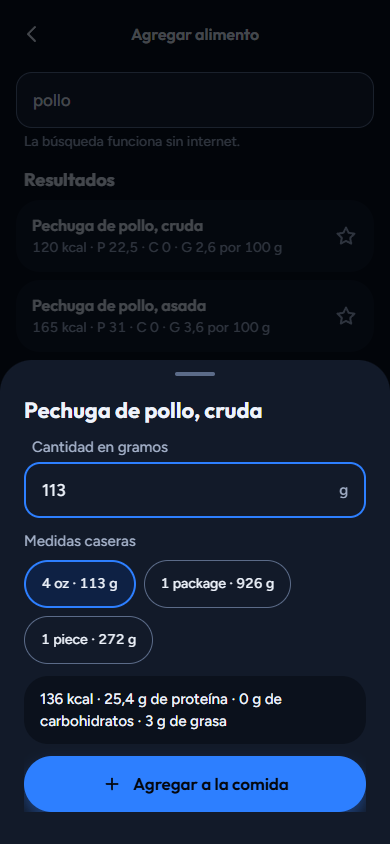 Agregar alimento
pollo
La búsqueda funciona sin internet.
Resultados
Pechuga de pollo, cruda
120 kcal · P 22,5 · C 0 · G 2,6 por 100 g
Pechuga de pollo, asada
165 kcal · P 31 · C 0 · G 3,6 por 100 g
Pechuga de pollo, cruda
Cantidad en gramos
113 g
Medidas caseras
4 oz · 113 g
1 package · 926 g
1 piece · 272 g
136 kcal · 25,4 g de proteína · 0 g de
carbohidratos · 3 g de grasa
+ Agregar a la comida